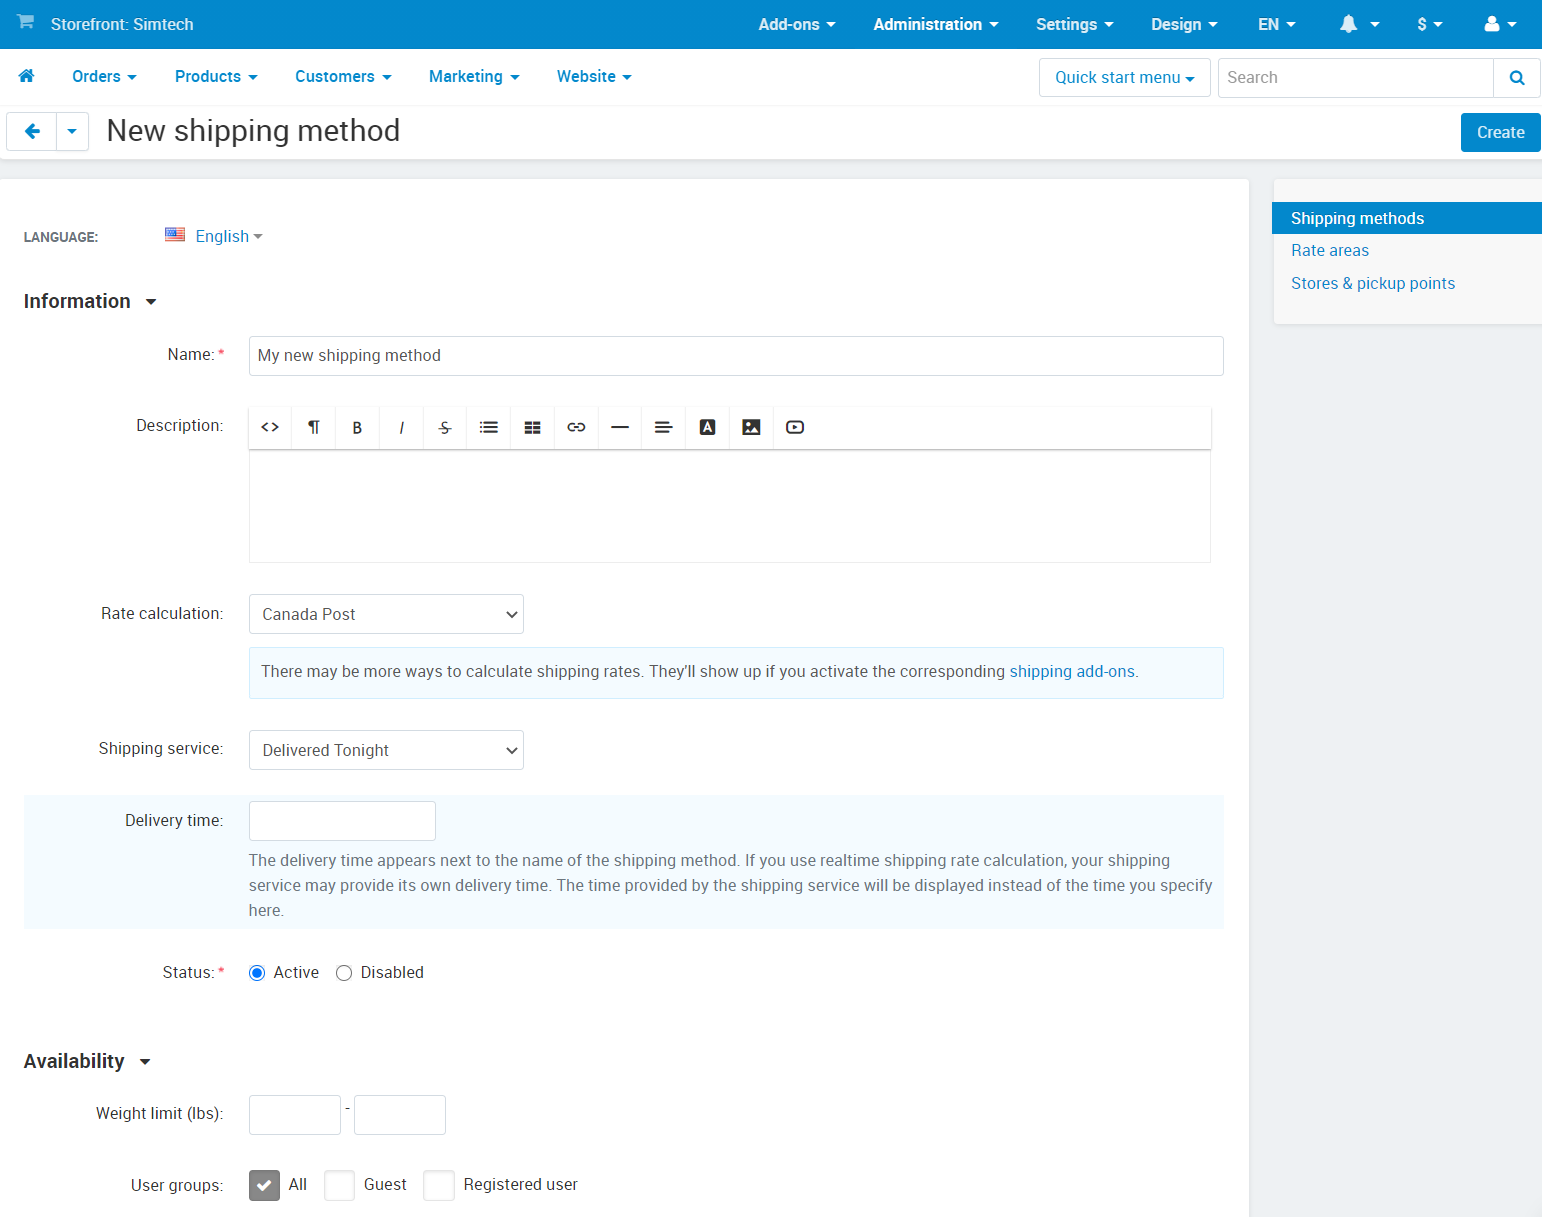 Storefront: Simtech
Add-ons
Administration
Settings
Design
EN
$
Orders
Products
Customers
Marketing
Website
Quick start menu
Search
New shipping method
Create
Shipping methods
Rate areas
Stores & pickup points
LANGUAGE:
English
Information
Name:*
My new shipping method
Description:
<> ¶ B I S A
Rate calculation:
Canada Post
There may be more ways to calculate shipping rates. They'll show up if you activate the corresponding shipping add-ons.
Shipping service:
Delivered Tonight
Delivery time:
The delivery time appears next to the name of the shipping method. If you use realtime shipping rate calculation, your shipping
service may provide its own delivery time. The time provided by the shipping service will be displayed instead of the time you specify
here.
Status:*
Active
Disabled
Availability
Weight limit (lbs):
-
User groups:
All
Guest
Registered user